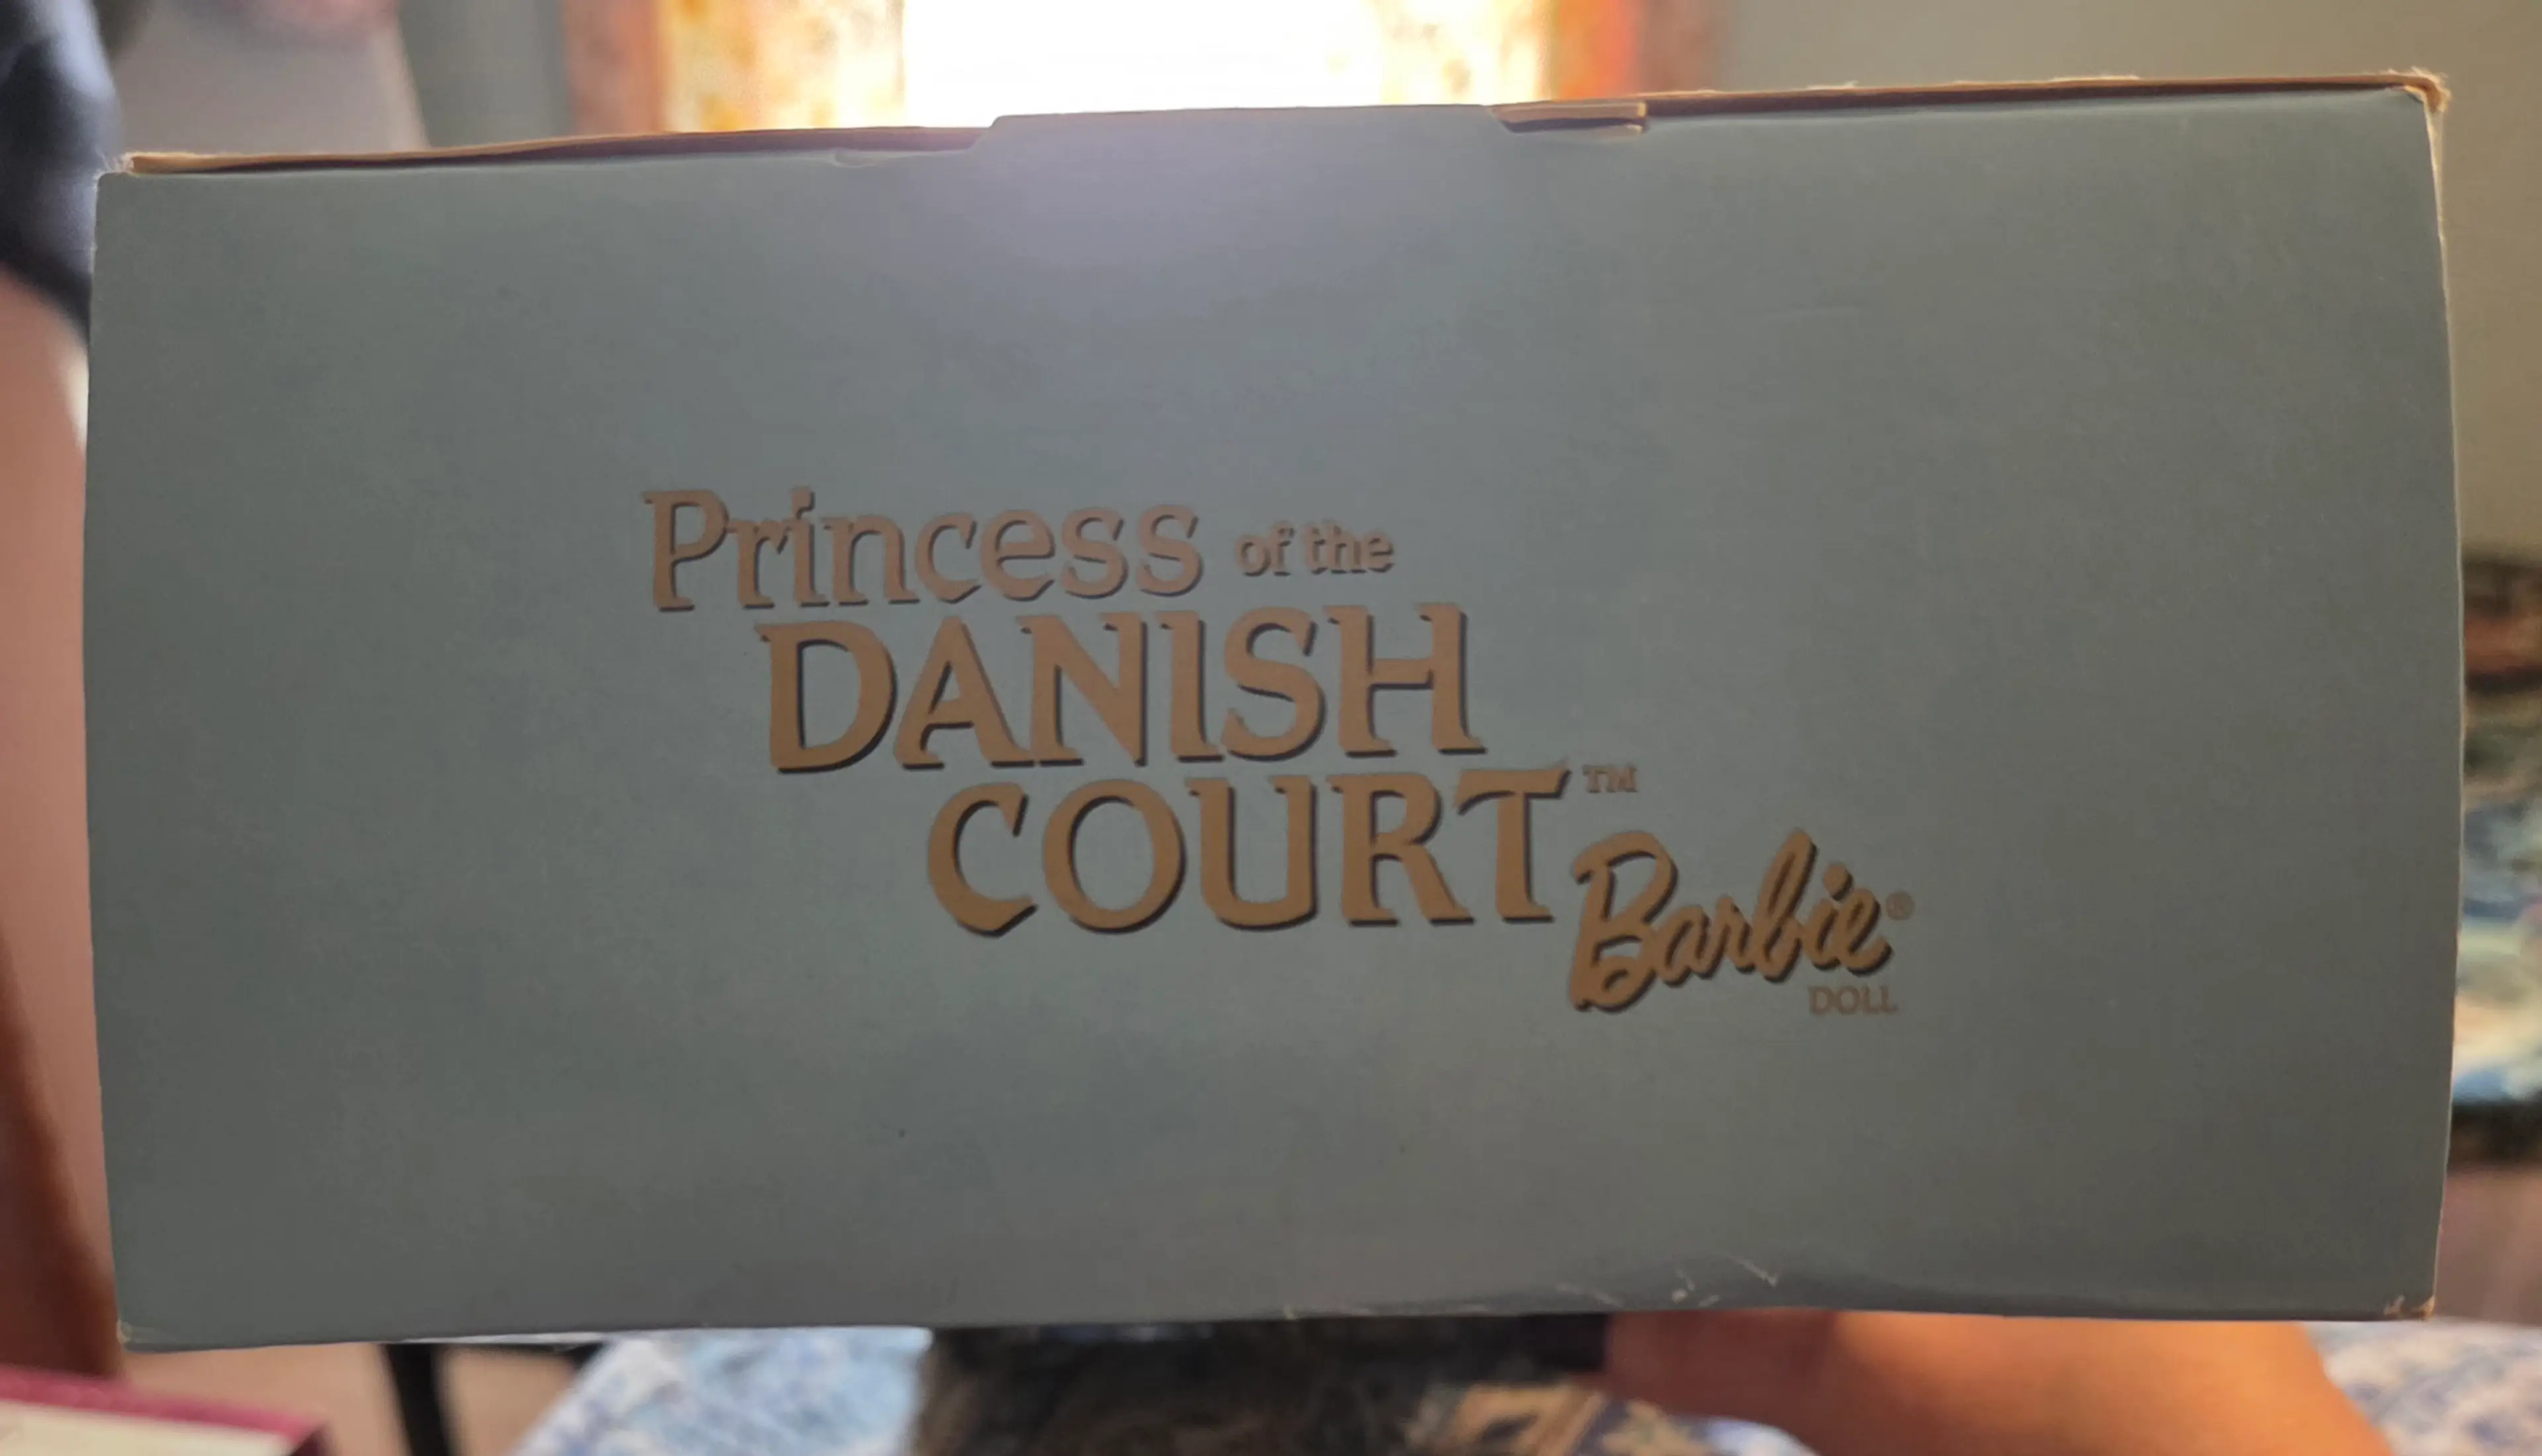 Princess of the
DANISH
COURT™
Barbie®
DOLL